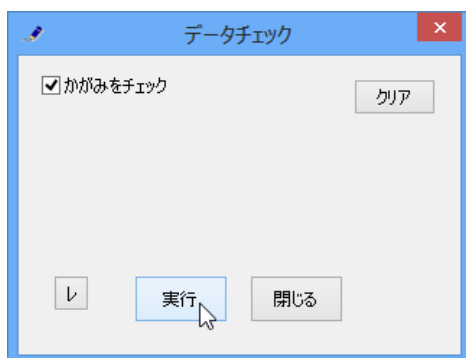 データチェック
かがみをチェック
クリア
レ
実行
閉じる